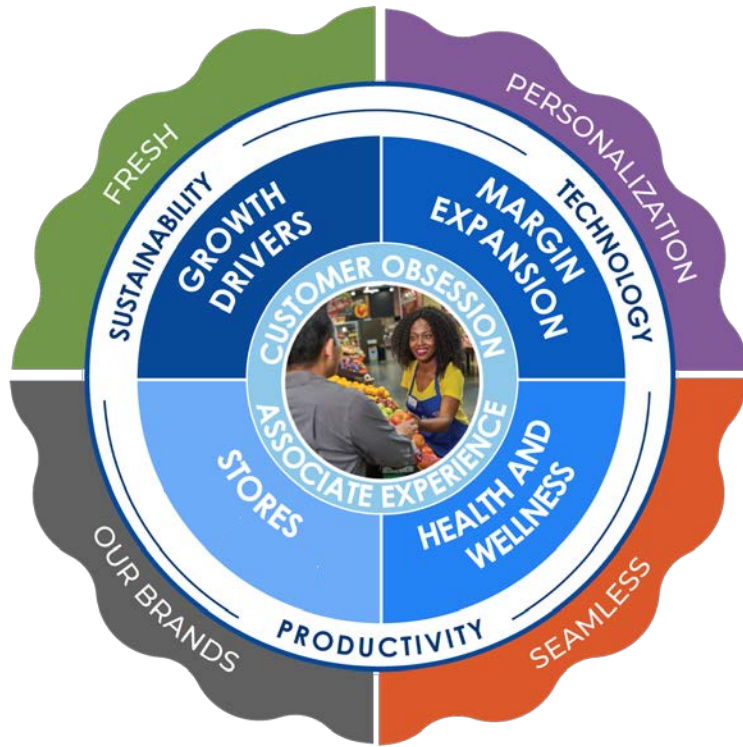 FRESH
PERSONALIZATION
SUSTAINABILITY
TECHNOLOGY
GROWTH
DRIVERS
MARGIN
EXPANSION
CUSTOMER OBSESSION
ASSOCIATE EXPERIENCE
STORES
HEALTH AND
WELLNESS
PRODUCTIVITY
OUR BRANDS
SEAMLESS